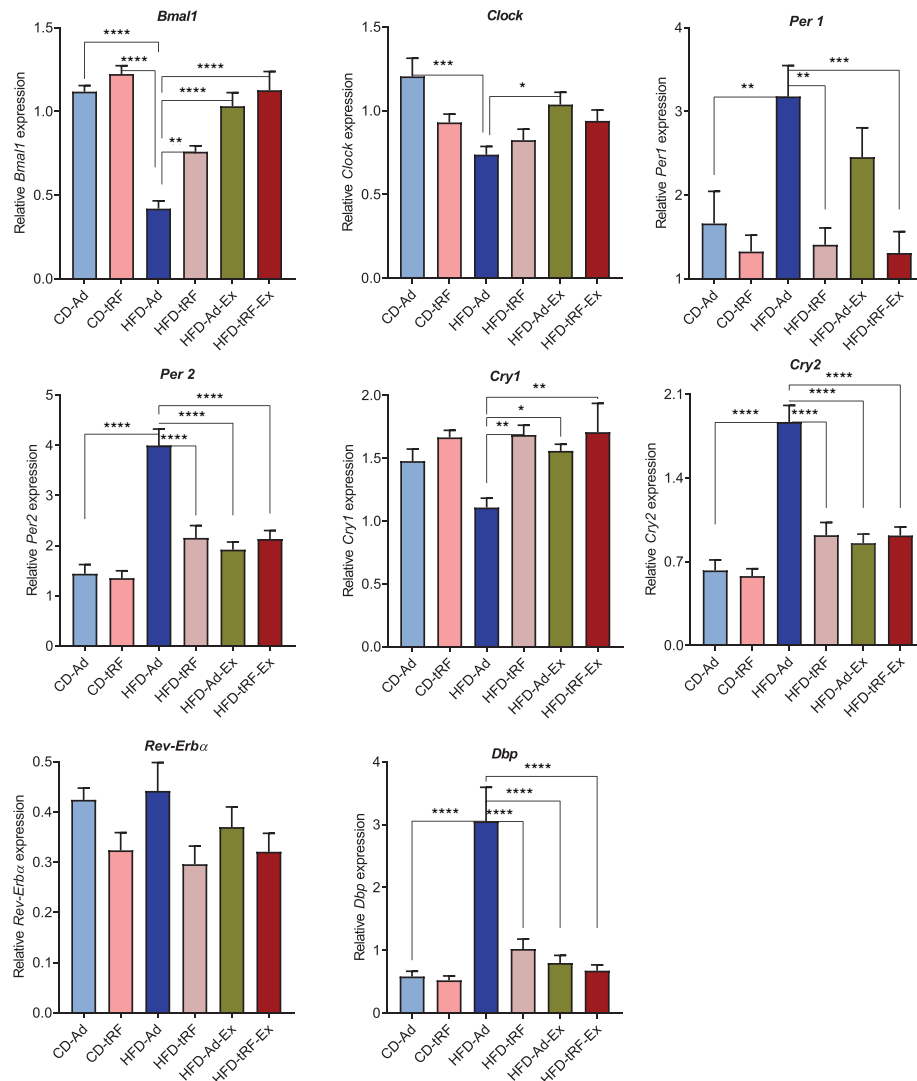 Bmal1
Relative Bmal1 expression
1.5
1.0
0.5
0.0
****
****
****
****
**
CD-Ad
CD-tRF
HFD-Ad
HFD-tRF
HFD-Ad-Ex
HFD-tRF-Ex
Clock
Relative Clock expression
1.5
1.0
0.5
0.0
***
*
CD-Ad
CD-tRF
HFD-Ad
HFD-tRF
HFD-Ad-Ex
HFD-tRF-Ex
Per 1
Relative Per1 expression
4
3
2
1
***
**
**
CD-Ad
CD-tRF
HFD-Ad
HFD-tRF
HFD-Ad-Ex
HFD-tRF-Ex
Per 2
Relative Per2 expression
5
4
3
2
1
0
****
****
****
****
CD-Ad
CD-tRF
HFD-Ad
HFD-tRF
HFD-Ad-Ex
HFD-tRF-Ex
Cry1
Relative Cry1 expression
2.0
1.5
1.0
1.5
0.0
**
*
**
CD-Ad
CD-tRF
HFD-Ad
HFD-tRF
HFD-Ad-Ex
HFD-tRF-Ex
Cry2
Relative Cry2 expression
2.1
1.4
0.7
0.0
****
****
****
****
CD-Ad
CD-tRF
HFD-Ad
HFD-tRF
HFD-Ad-Ex
HFD-tRF-Ex
Rev-Erbα
Relative Rev-Erbα expression
0.5
0.4
0.3
0.2
0.1
0.0
CD-Ad
CD-tRF
HFD-Ad
HFD-tRF
HFD-Ad-Ex
HFD-tRF-Ex
Dbp
Relative Dbp expression
4
3
2
1
0
****
****
****
****
CD-Ad
CD-tRF
HFD-Ad
HFD-tRF
HFD-Ad-Ex
HFD-tRF-Ex